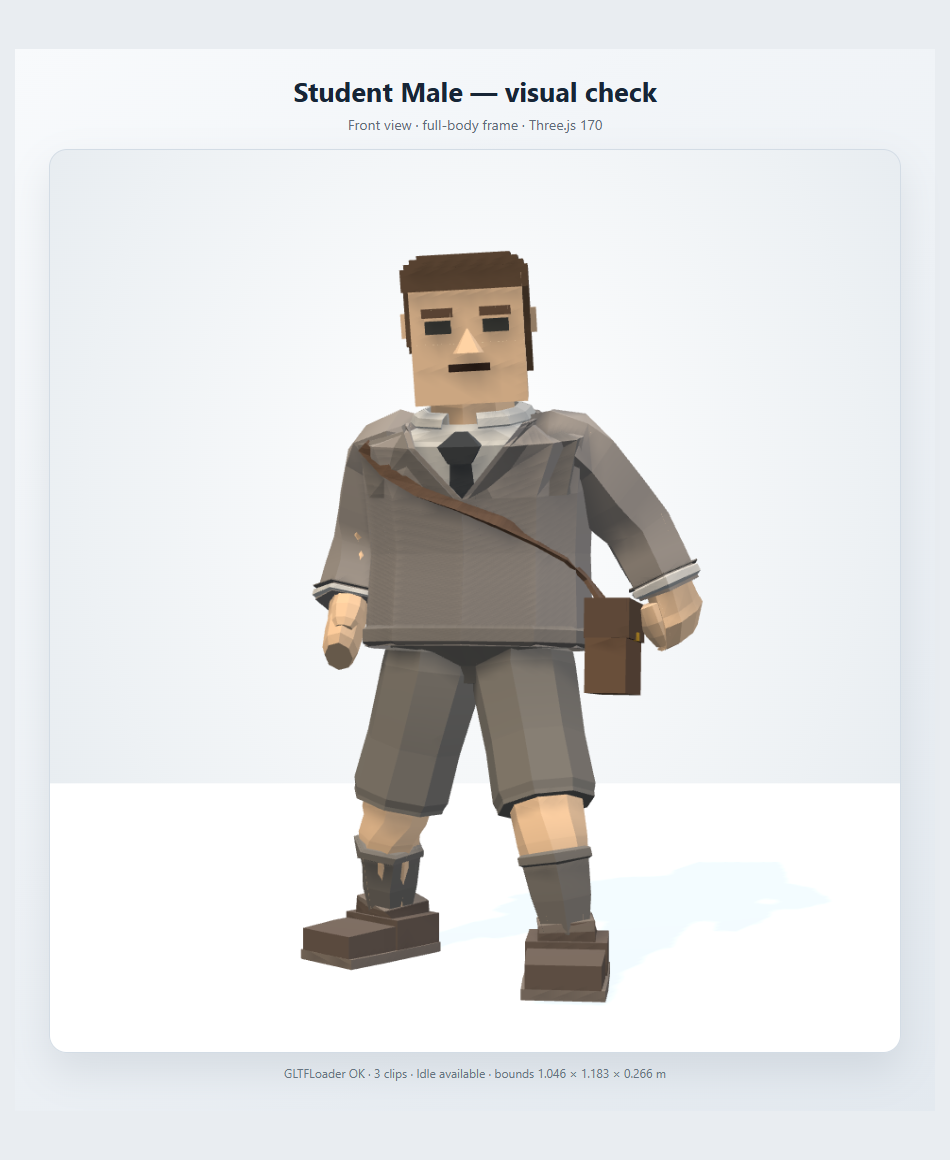 Student Male — visual check
Front view · full-body frame · Three.js 170
GLTFLoader OK · 3 clips · Idle available · bounds 1.046 × 1.183 × 0.266 m